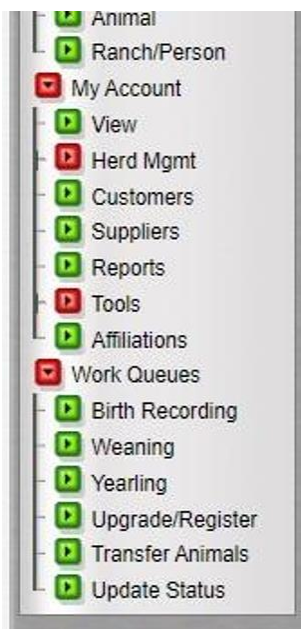 Animal
Ranch/Person
My Account
View
Herd Mgmt
Customers
Suppliers
Reports
Tools
Affiliations
Work Queues
Birth Recording
Weaning
Yearling
Upgrade/Register
Transfer Animals
Update Status